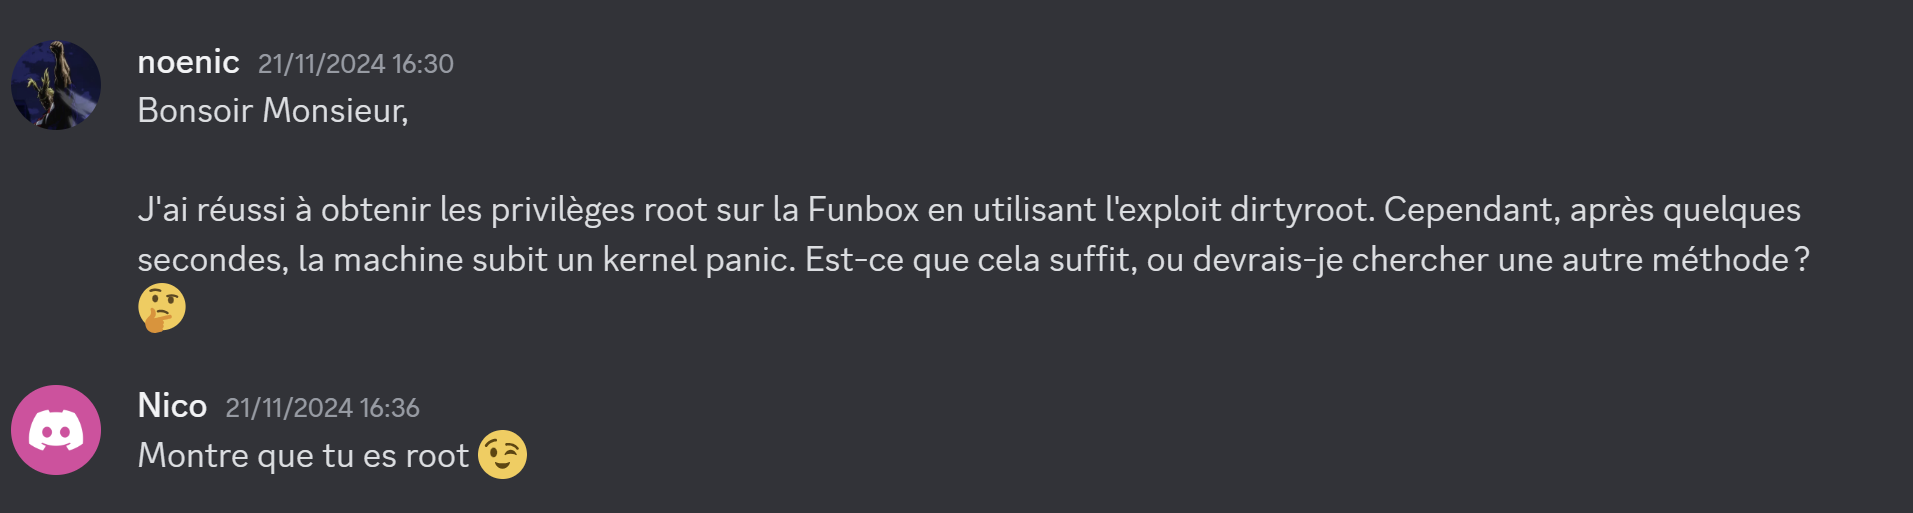 noenic 21/11/2024 16:30
Bonsoir Monsieur,
J'ai réussi à obtenir les privilèges root sur la Funbox en utilisant l'exploit dirtyroot. Cependant, après quelques
secondes, la machine subit un kernel panic. Est-ce que cela suffit, ou devrais-je chercher une autre méthode ?
🤔
Nico 21/11/2024 16:36
Montre que tu es root 😉